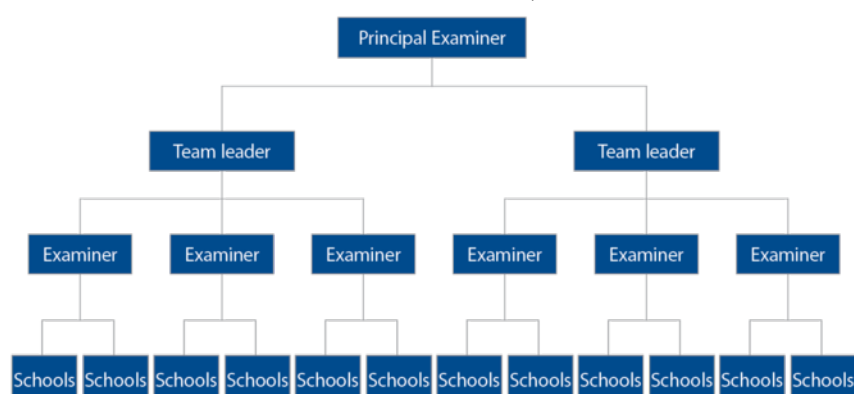 Principal Examiner
Team leader Team leader
Examiner Examiner Examiner Examiner Examiner Examiner
Schools Schools Schools Schools Schools Schools Schools Schools Schools Schools Schools Schools